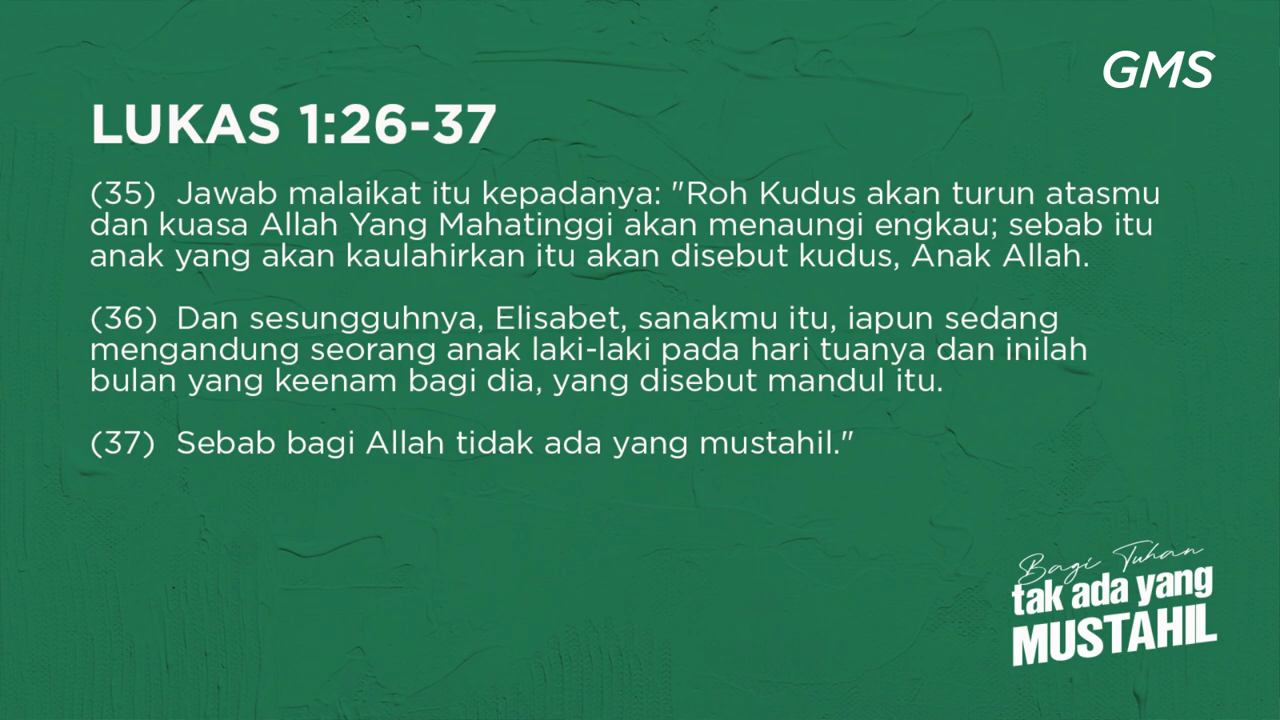 GMS
LUKAS 1:26-37
(35)  Jawab malaikat itu kepadanya: "Roh Kudus akan turun atasmu
dan kuasa Allah Yang Mahatinggi akan menaungi engkau; sebab itu
anak yang akan kaulahirkan itu akan disebut kudus, Anak Allah.
(36)  Dan sesungguhnya, Elisabet, sanakmu itu, iapun sedang
mengandung seorang anak laki-laki pada hari tuanya dan inilah
bulan yang keenam bagi dia, yang disebut mandul itu.
(37)  Sebab bagi Allah tidak ada yang mustahil."
Bagi Tuhan
tak ada yang
MUSTAHIL